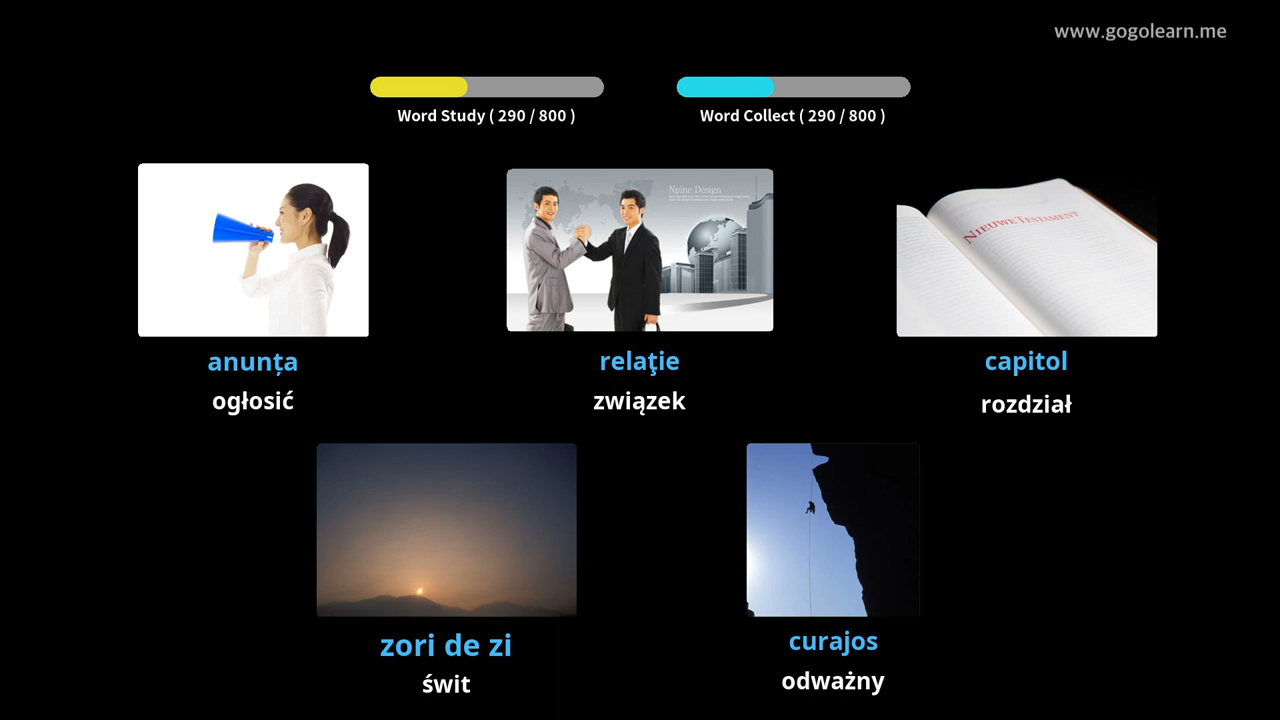 www.gogolearn.me
Word Study ( 290 / 800 )
Word Collect ( 290 / 800 )
Npine Design
NIEUWE TESTAMENT
anunța
relaţie
capitol
ogłosić
związek
rozdział
zori de zi
curajos
świt
odważny